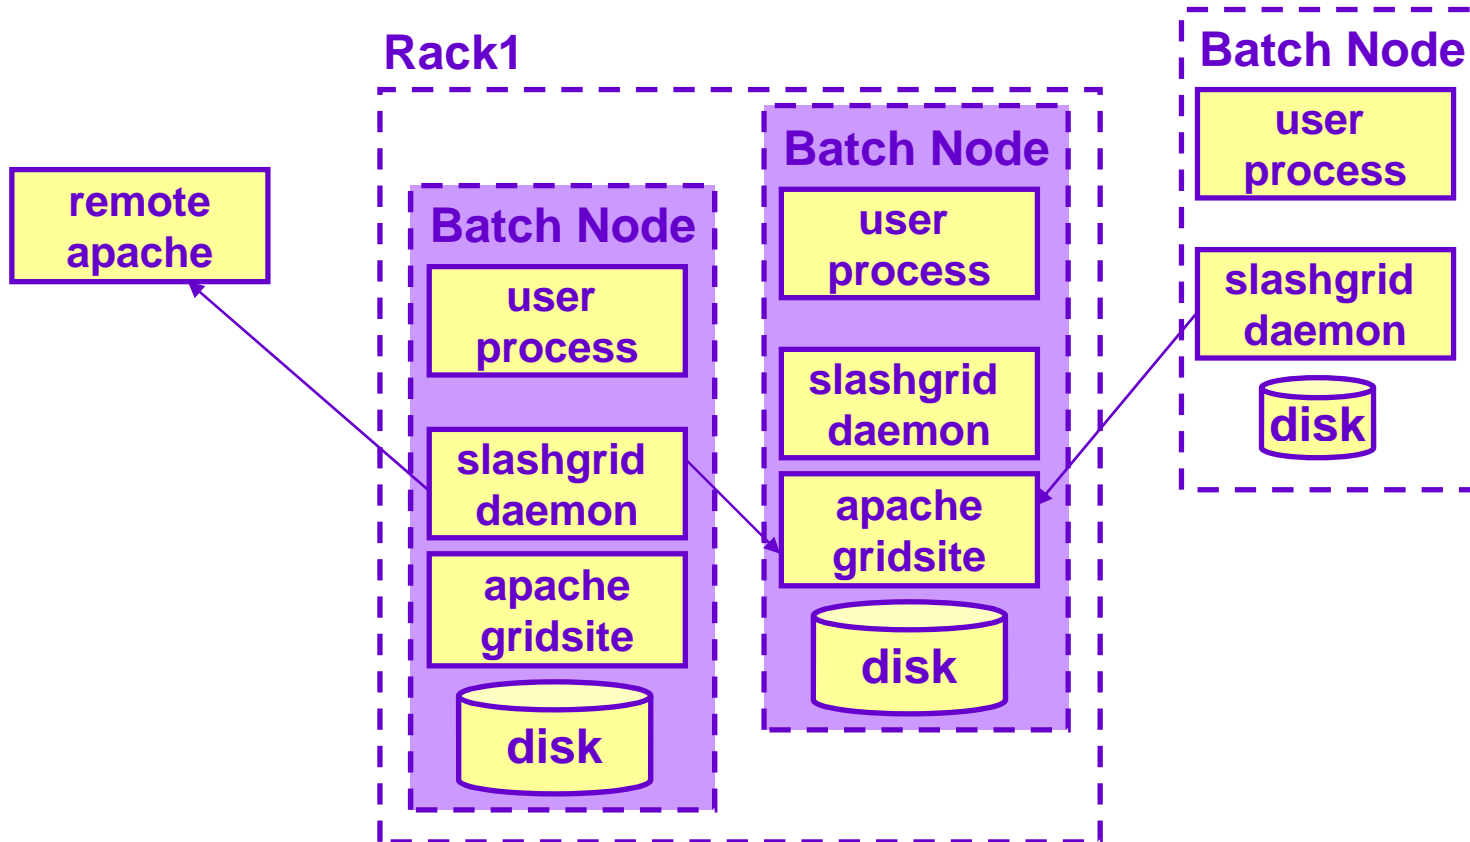 Rack1
remote
apache
Batch Node
user
process
slashgrid
daemon
apache
gridsite
disk
Batch Node
user
process
slashgrid
daemon
apache
gridsite
disk
Batch Node
user
process
slashgrid
daemon
disk